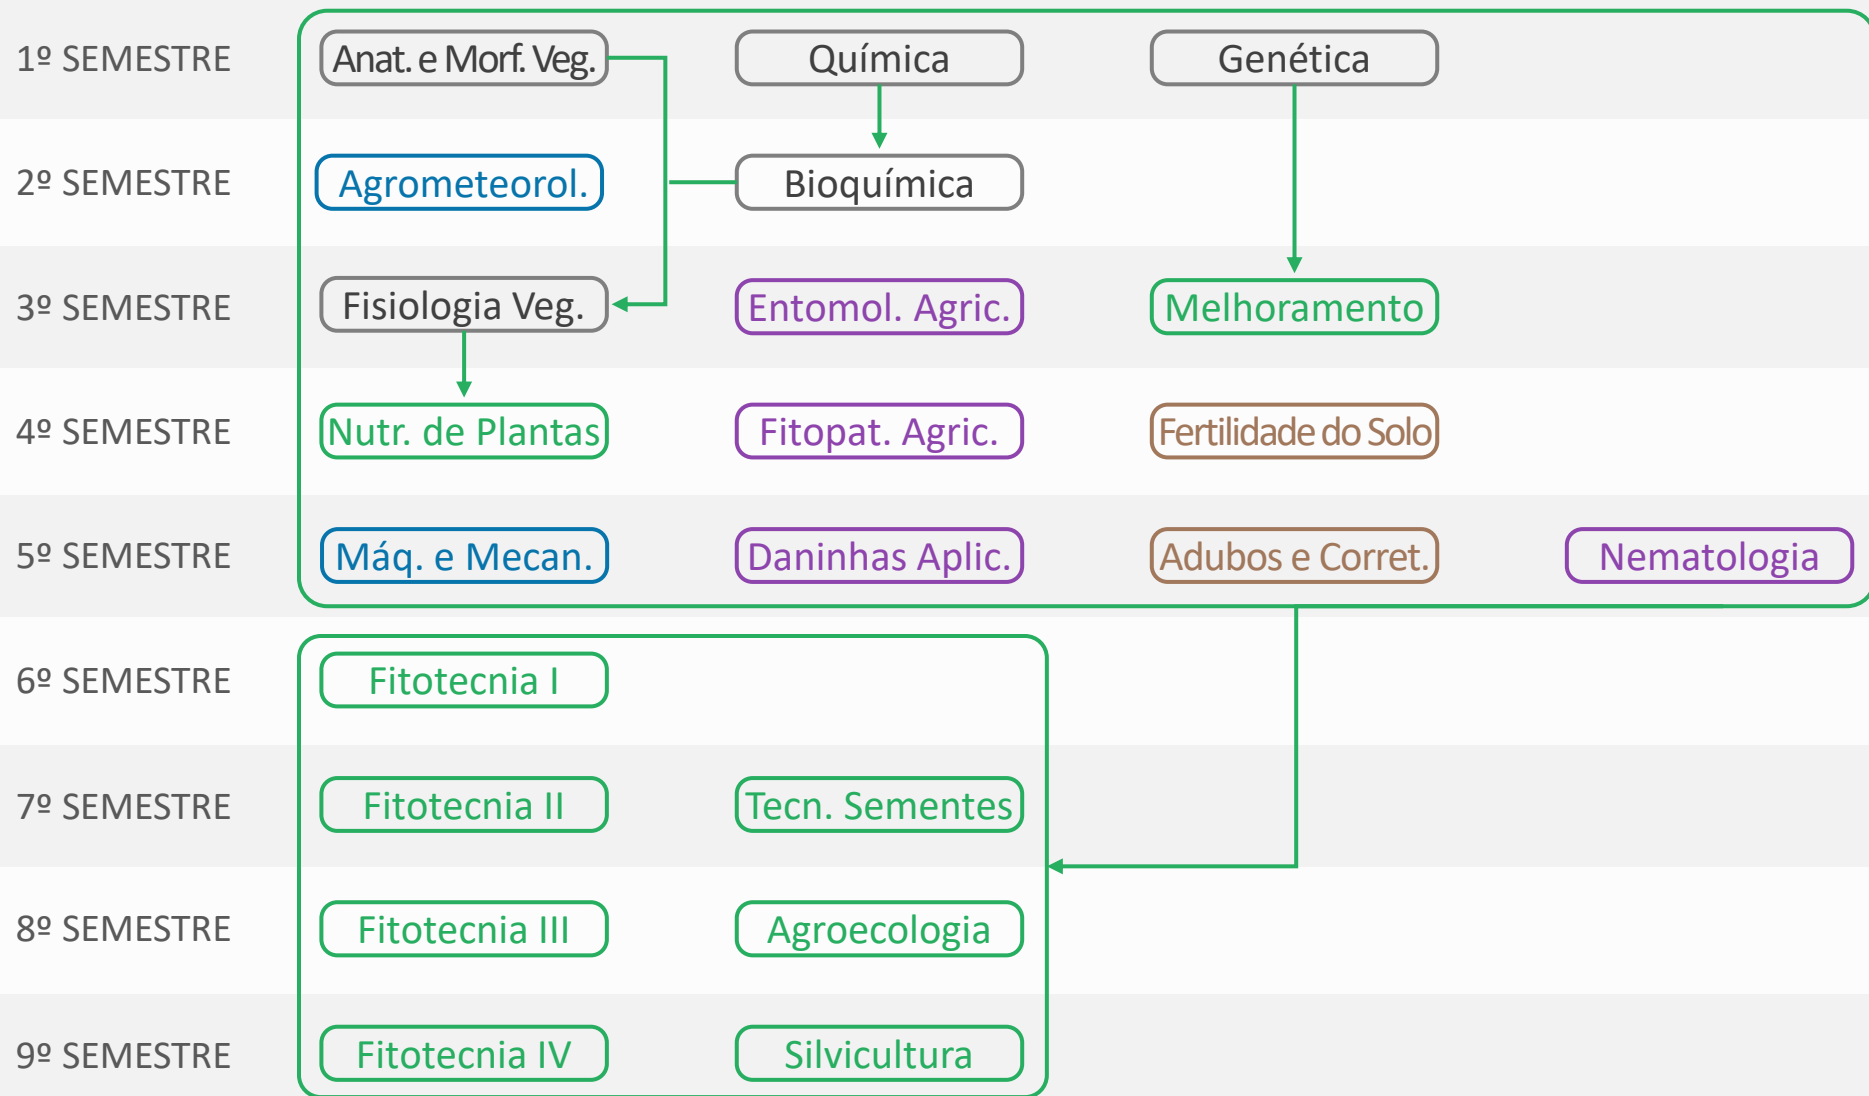 1º SEMESTRE
Anat. e Morf. Veg.
Química
Genética
2º SEMESTRE
Agrometeorol.
Bioquímica
3º SEMESTRE
Fisiologia Veg.
Entomol. Agric.
Melhoramento
4º SEMESTRE
Nutr. de Plantas
Fitopat. Agric.
Fertilidade do Solo
5º SEMESTRE
Máq. e Mecan.
Daninhas Aplic.
Adubos e Corret.
Nematologia
6º SEMESTRE
Fitotecnia I
7º SEMESTRE
Fitotecnia II
Tecn. Sementes
8º SEMESTRE
Fitotecnia III
Agroecologia
9º SEMESTRE
Fitotecnia IV
Silvicultura